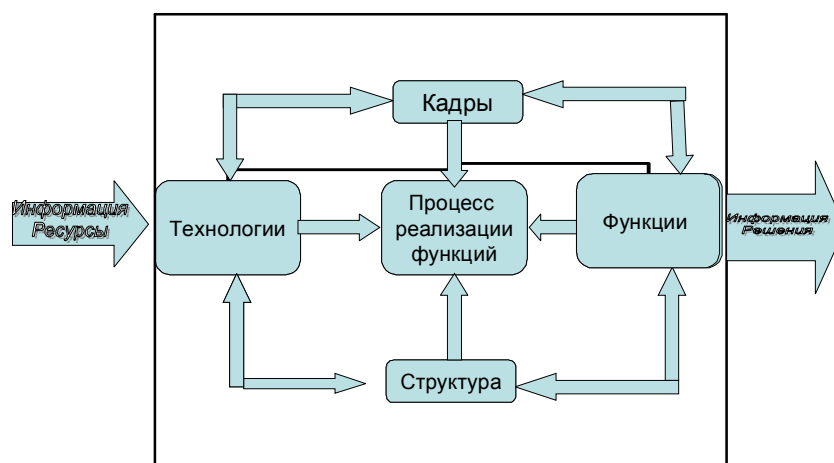 Кадры
Информация
Ресурсы
Технологии
Процесс
реализации
функций
Функции
Информация
Решения
Структура